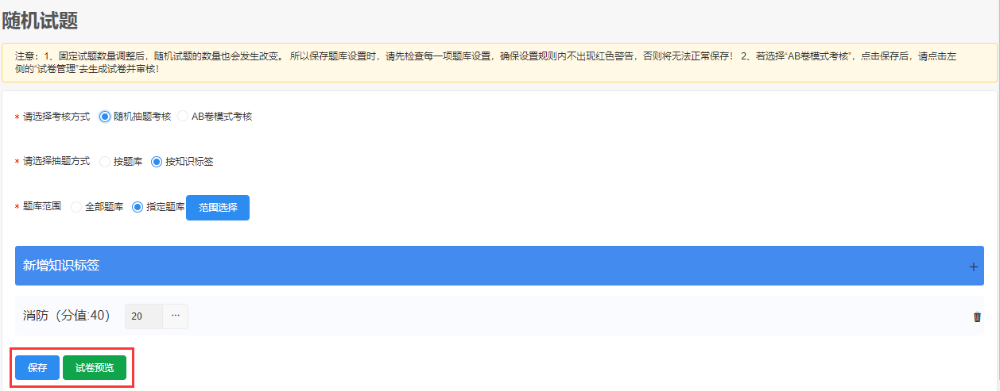 随机试题
注意：1、固定试题数量调整后，随机试题的数量也会发生改变。 所以保存题库设置时，请先检查每一项题库设置，确保设置规则内不出现红色警告，否则将无法正常保存！ 2、若选择“AB卷模式考核”，点击保存后，请点击左
侧的“试卷管理”去生成试卷并审核！
* 请选择考核方式 随机抽题考核 AB卷模式考核
* 请选择抽题方式 按题库 按知识标签
* 题库范围 全部题库 指定题库 范围选择
新增知识标签 +
消防（分值:40） 20 ···
保存 试卷预览